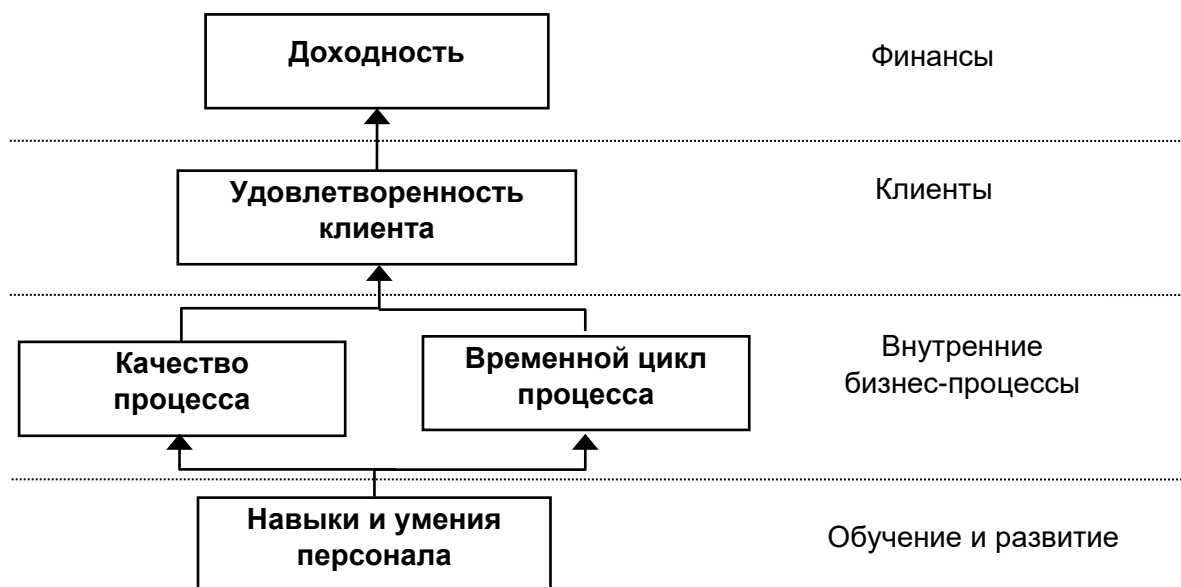 Доходность
Финансы
Удовлетворенность
клиента
Клиенты
Качество
процесса
Временной цикл
процесса
Внутренние
бизнес-процессы
Навыки и умения
персонала
Обучение и развитие